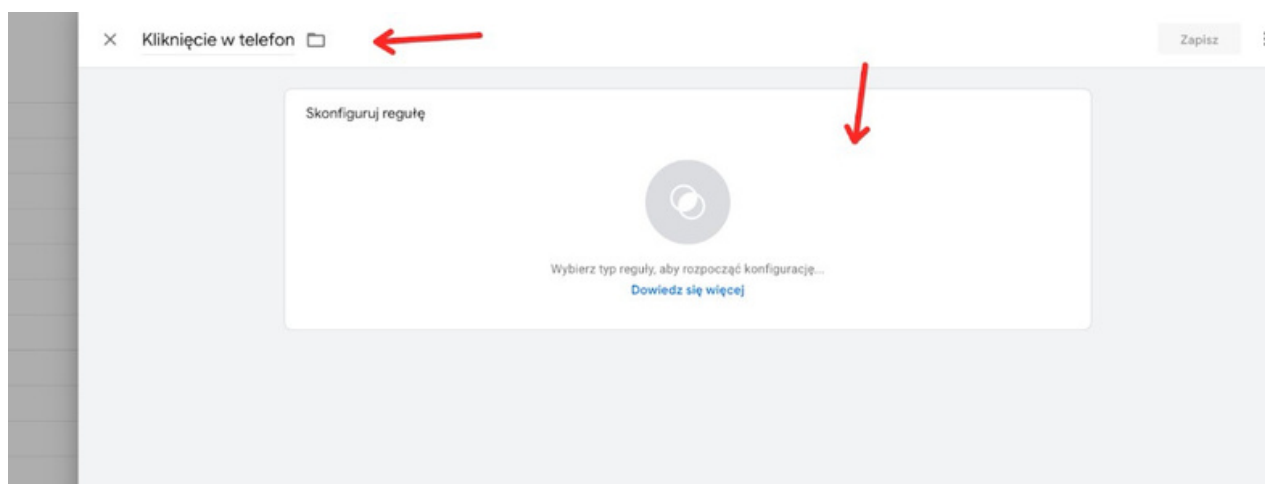 Kliknięcie w telefon
Zapisz
Skonfiguruj regułę
Wybierz typ reguły, aby rozpocząć konfigurację...
Dowiedz się więcej